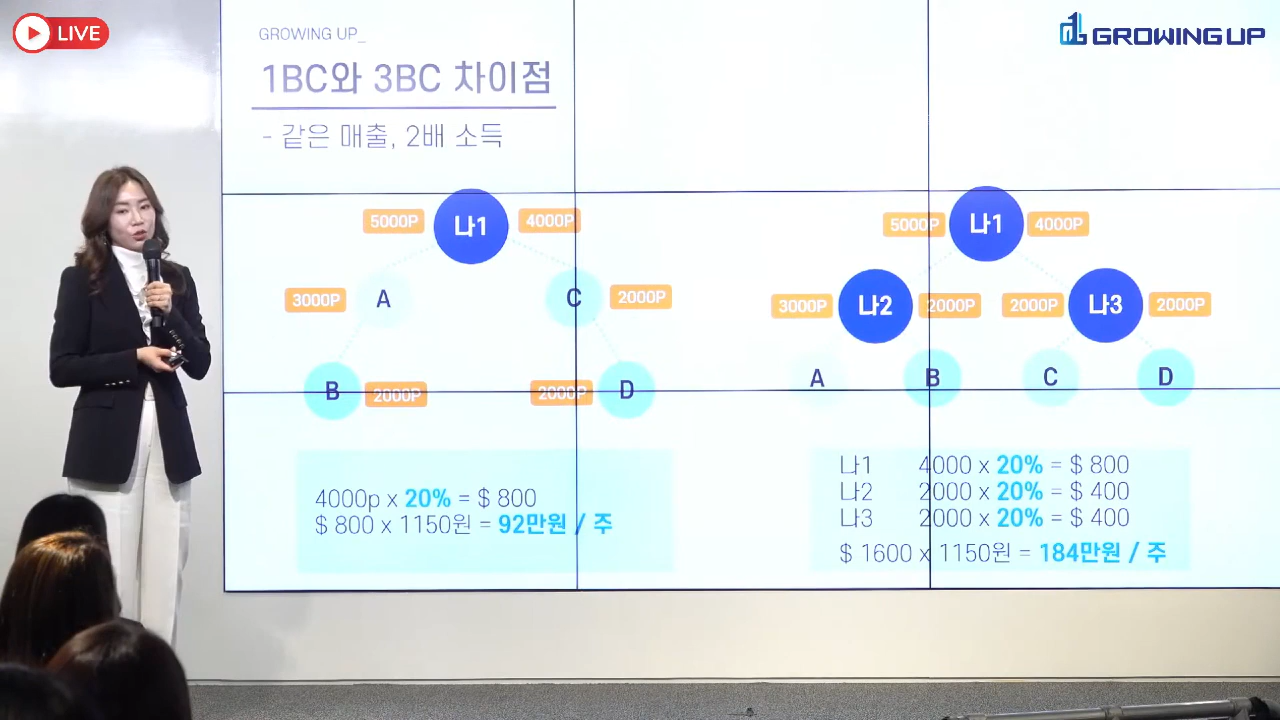 LIVE
GROWING UP
GROWING UP_
1BC와 3BC 차이점
- 같은 매출, 2배 소득
5000P 나1 4000P
3000P A C 2000P
B 2000P 2000P D
4000p x 20% = $ 800
$ 800 x 1150원 = 92만원 / 주
5000P 나1 4000P
3000P 나2 2000P 2000P 나3 2000P
A B C D
나1 4000 x 20% = $ 800
나2 2000 x 20% = $ 400
나3 2000 x 20% = $ 400
$ 1600 x 1150원 = 184만원 / 주